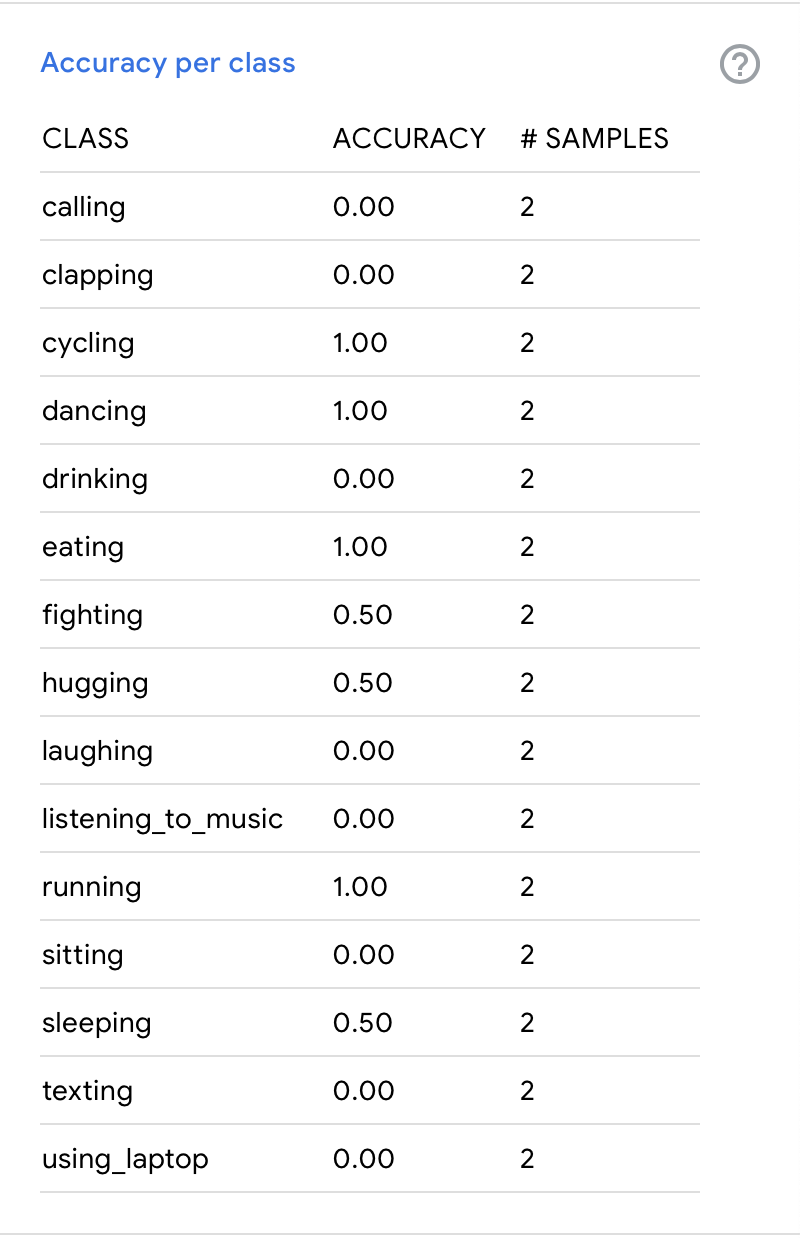 Accuracy per class
?
CLASS ACCURACY # SAMPLES
calling 0.00 2
clapping 0.00 2
cycling 1.00 2
dancing 1.00 2
drinking 0.00 2
eating 1.00 2
fighting 0.50 2
hugging 0.50 2
laughing 0.00 2
listening_to_music 0.00 2
running 1.00 2
sitting 0.00 2
sleeping 0.50 2
texting 0.00 2
using_laptop 0.00 2